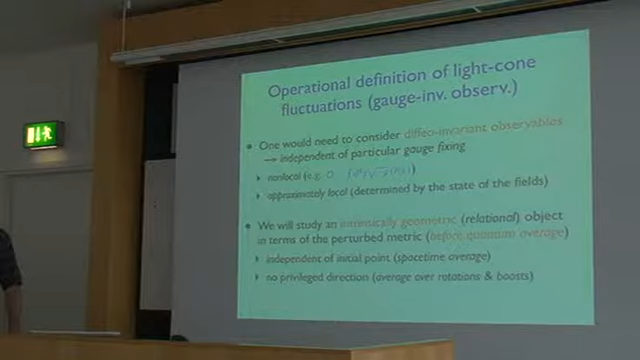 Operational definition of light-cone
fluctuations (gauge-inv. observ.)
• One would need to consider diffeo-invariant observables
→ independent of particular gauge fixing
‣ nonlocal (e.g.
‣ approximately local (determined by the state of the fields)
• We will study an intrinsically geometric (relational) object
in terms of the perturbed metric (before quantum average)
‣ independent of initial point (spacetime average)
‣ no privileged direction (average over rotations & boosts)